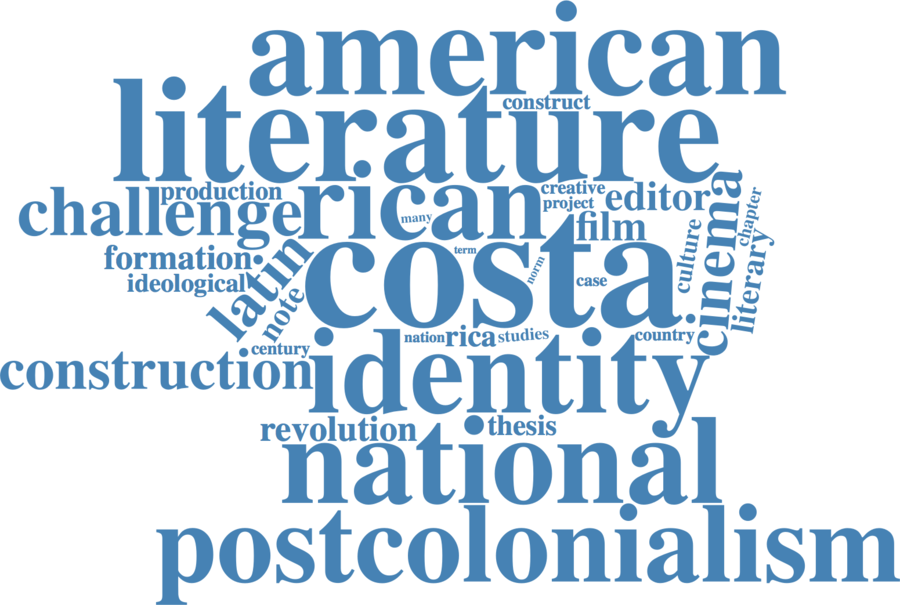 american
construct
literature
production
challenge
rican
many
creative
project
editor
film
cinema
chapter
culture
literary
formation
ideological
latin
note
costa
term
norm
case
nation
rica
studies
country
century
construction
identity
revolution
thesis
national
postcolonialism